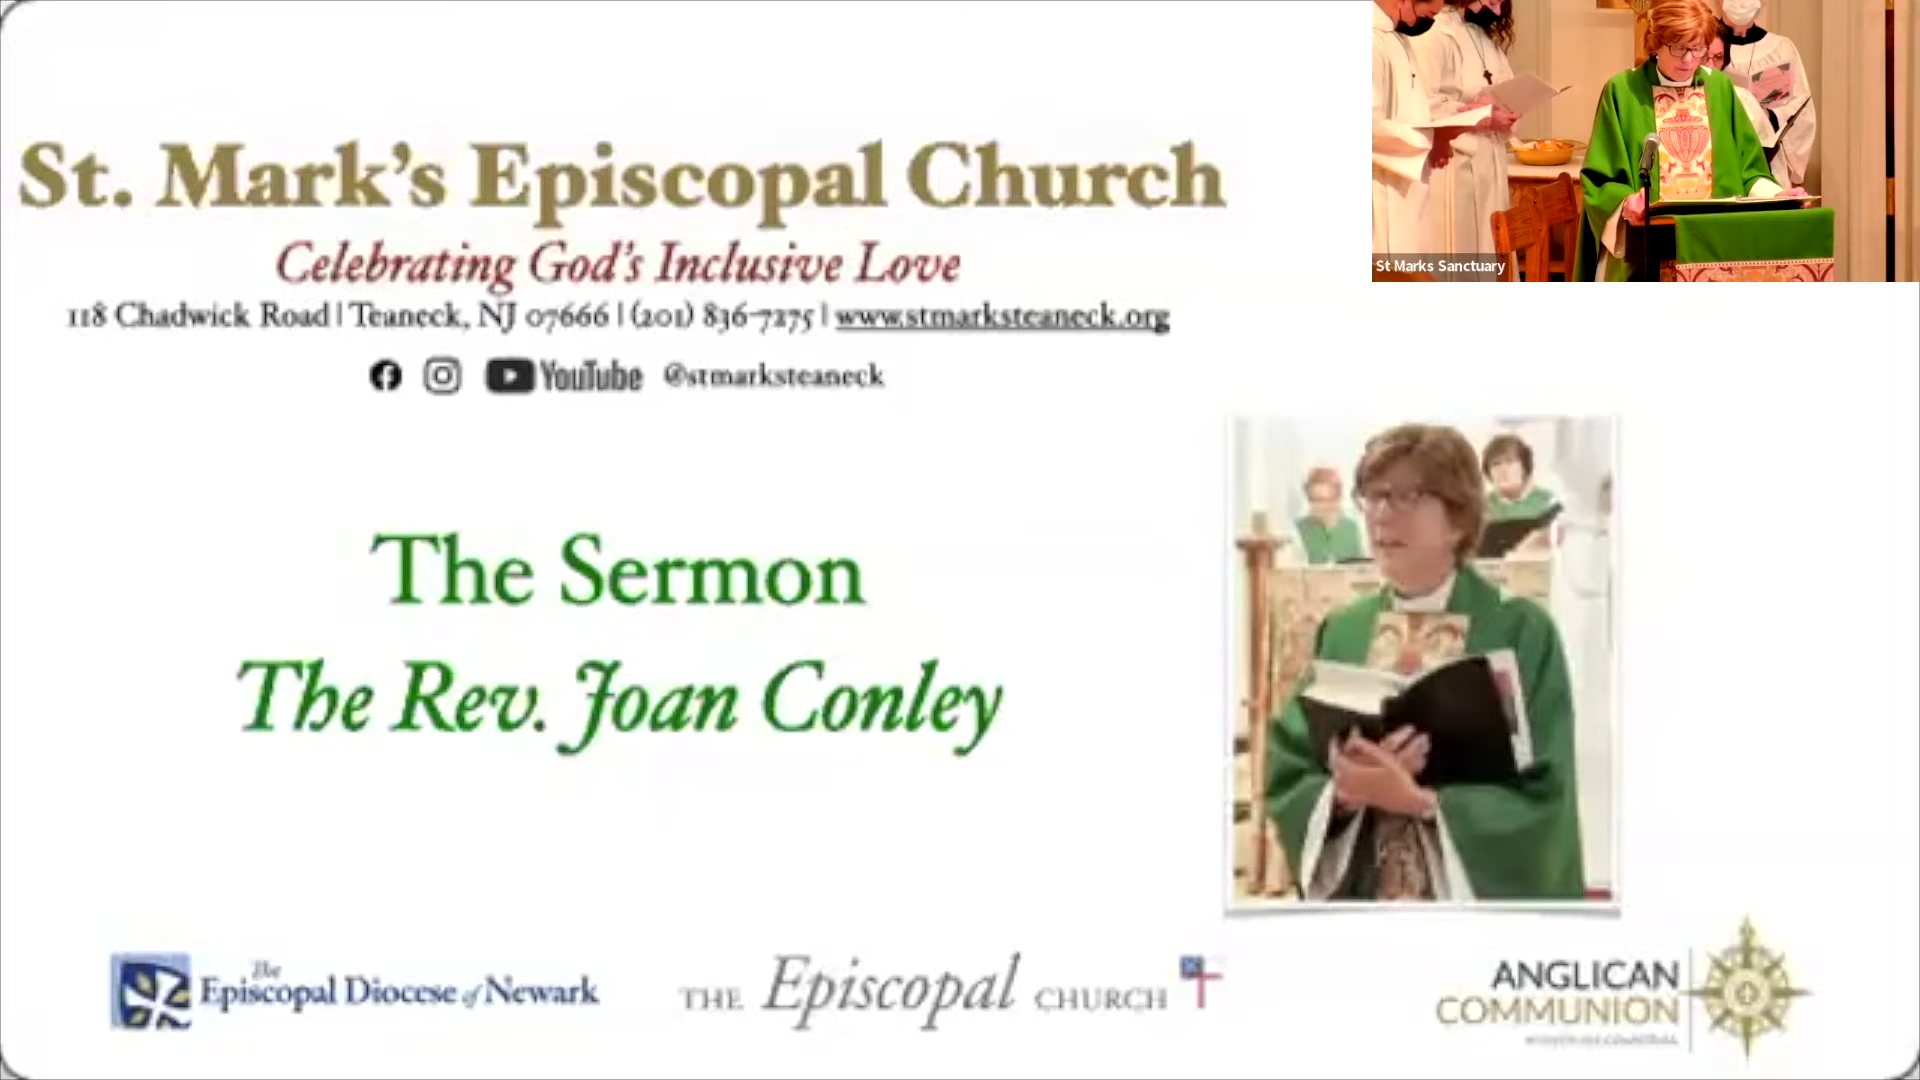 St. Mark's Episcopal Church
Celebrating God's Inclusive Love
118 Chadwick Road | Teaneck, NJ 07666 | (201) 836-7275 | www.stmarksteaneck.org
YouTube @stmarksteaneck
St Marks Sanctuary
The Sermon
The Rev. Joan Conley
The
Episcopal Diocese of Newark
THE Episcopal CHURCH
ANGLICAN
COMMUNION